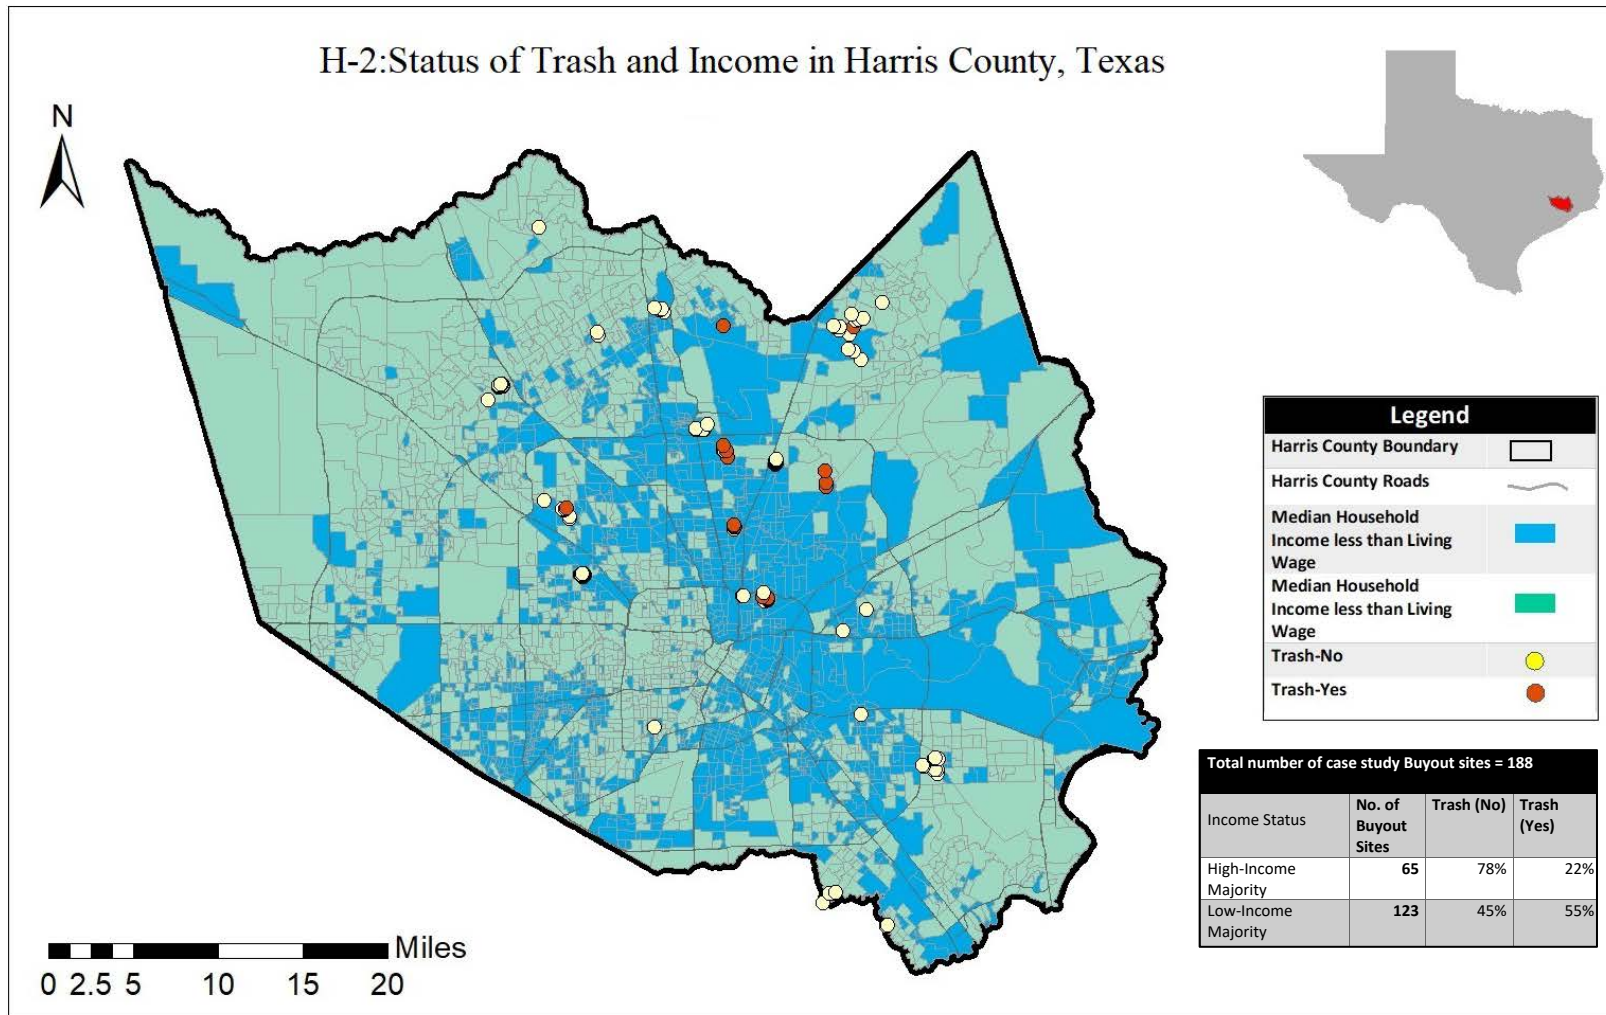 H-2:Status of Trash and Income in Harris County, Texas
N
Legend
Harris County Boundary
Harris County Roads
Median Household
Income less than Living
Wage
Median Household
Income less than Living
Wage
Trash-No
Trash-Yes
Total number of case study Buyout sites = 188
Income Status
No. of
Buyout
Sites
Trash (No)
Trash
(Yes)
High-Income
Majority
65
78%
22%
Low-Income
Majority
123
45%
55%
Miles
0 2.5 5 10 15 20